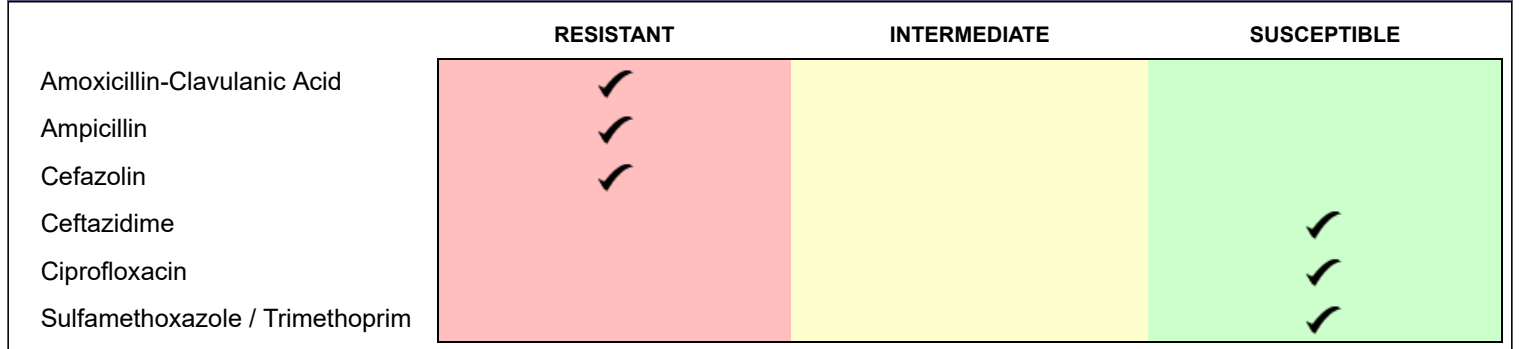 RESISTANT INTERMEDIATE SUSCEPTIBLE
Amoxicillin-Clavulanic Acid
Ampicillin
Cefazolin
Ceftazidime
Ciprofloxacin
Sulfamethoxazole / Trimethoprim